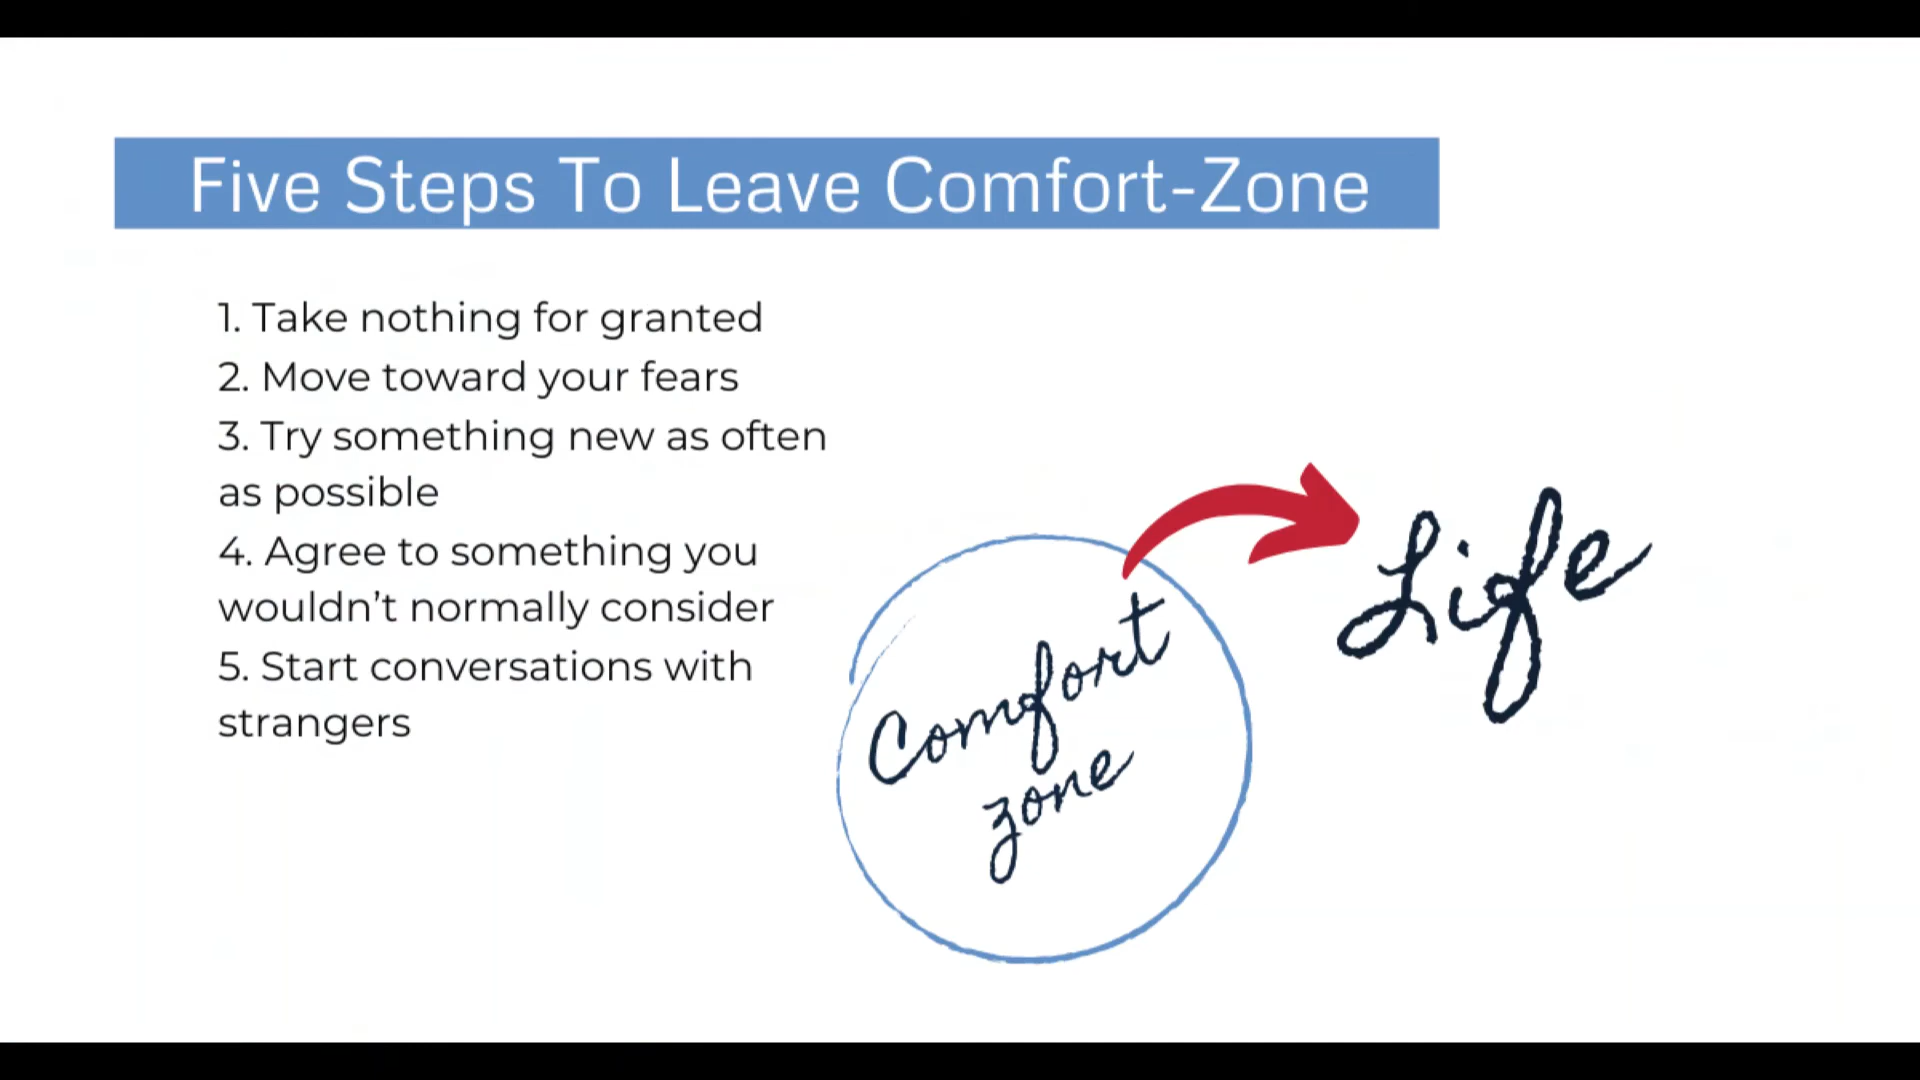 Five Steps To Leave Comfort-Zone
1. Take nothing for granted
2. Move toward your fears
3. Try something new as often
as possible
4. Agree to something you
wouldn’t normally consider
5. Start conversations with
strangers
Comfort
zone
Life